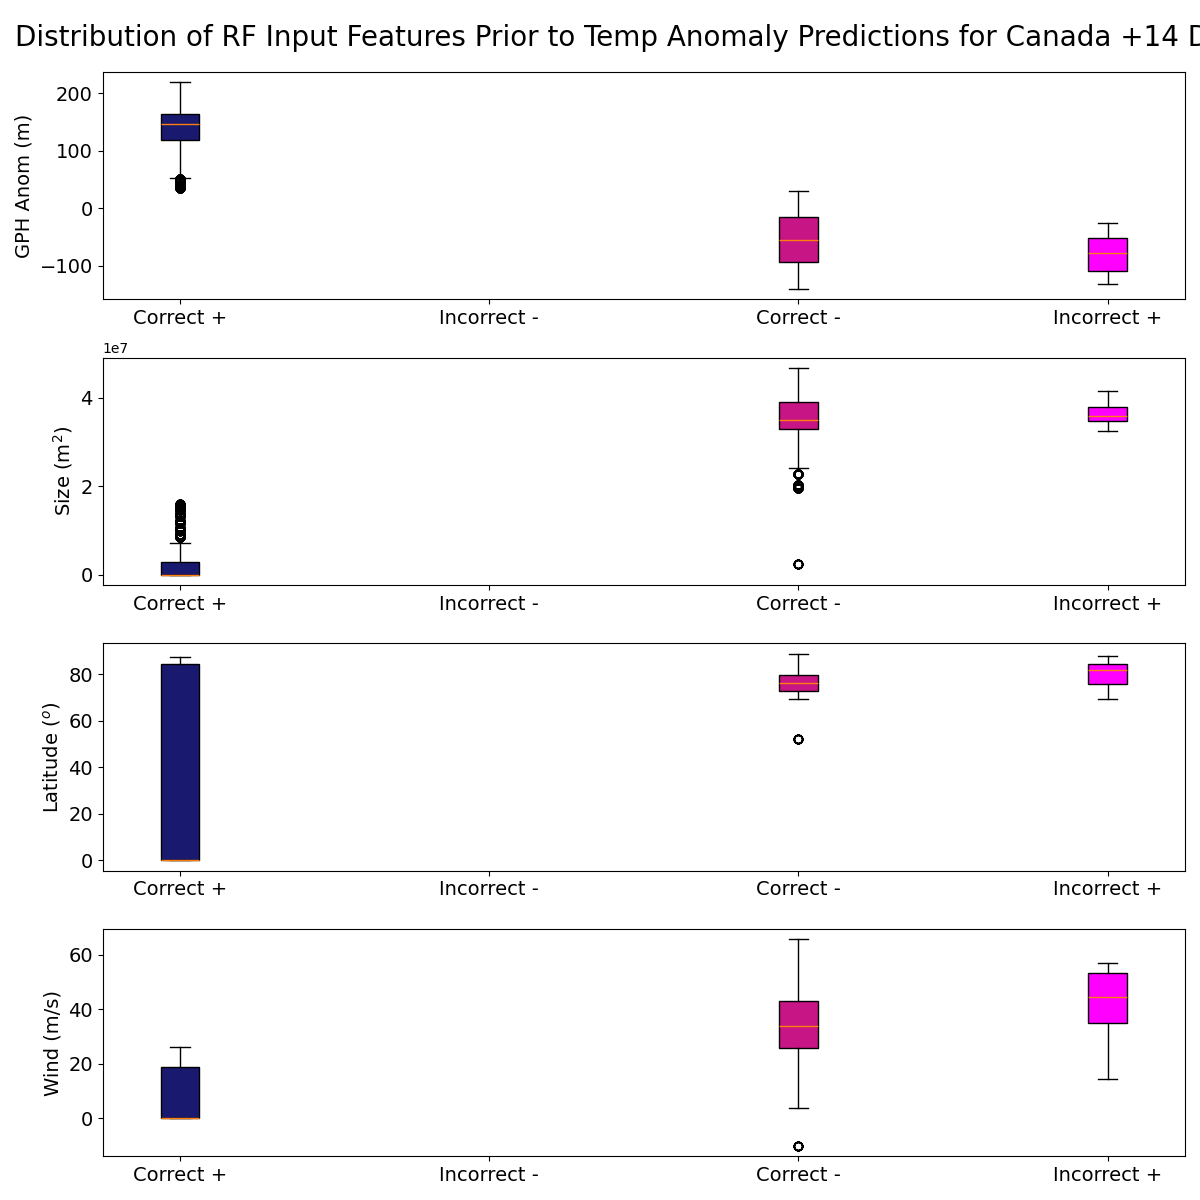 Distribution of RF Input Features Prior to Temp Anomaly Predictions for Canada +14 D
200
100
0
−100
GPH Anom (m)
Correct + Incorrect - Correct - Incorrect +
1e7
4
2
0
Size (m²)
Correct + Incorrect - Correct - Incorrect +
80
60
40
20
0
Latitude (°)
Correct + Incorrect - Correct - Incorrect +
60
40
20
0
Wind (m/s)
Correct + Incorrect - Correct - Incorrect +